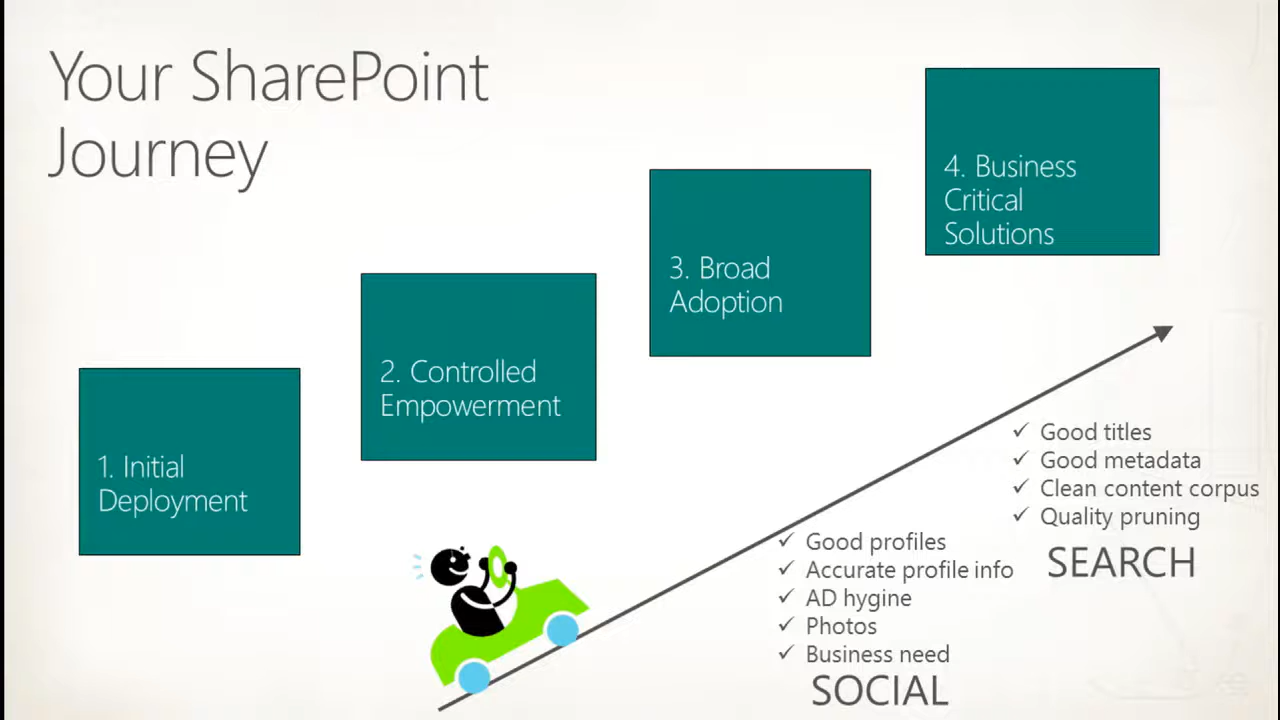 Your SharePoint
Journey
1. Initial
Deployment
2. Controlled
Empowerment
3. Broad
Adoption
4. Business
Critical
Solutions
✓ Good profiles
✓ Accurate profile info
✓ AD hygine
✓ Photos
✓ Business need
SOCIAL
✓ Good titles
✓ Good metadata
✓ Clean content corpus
✓ Quality pruning
SEARCH